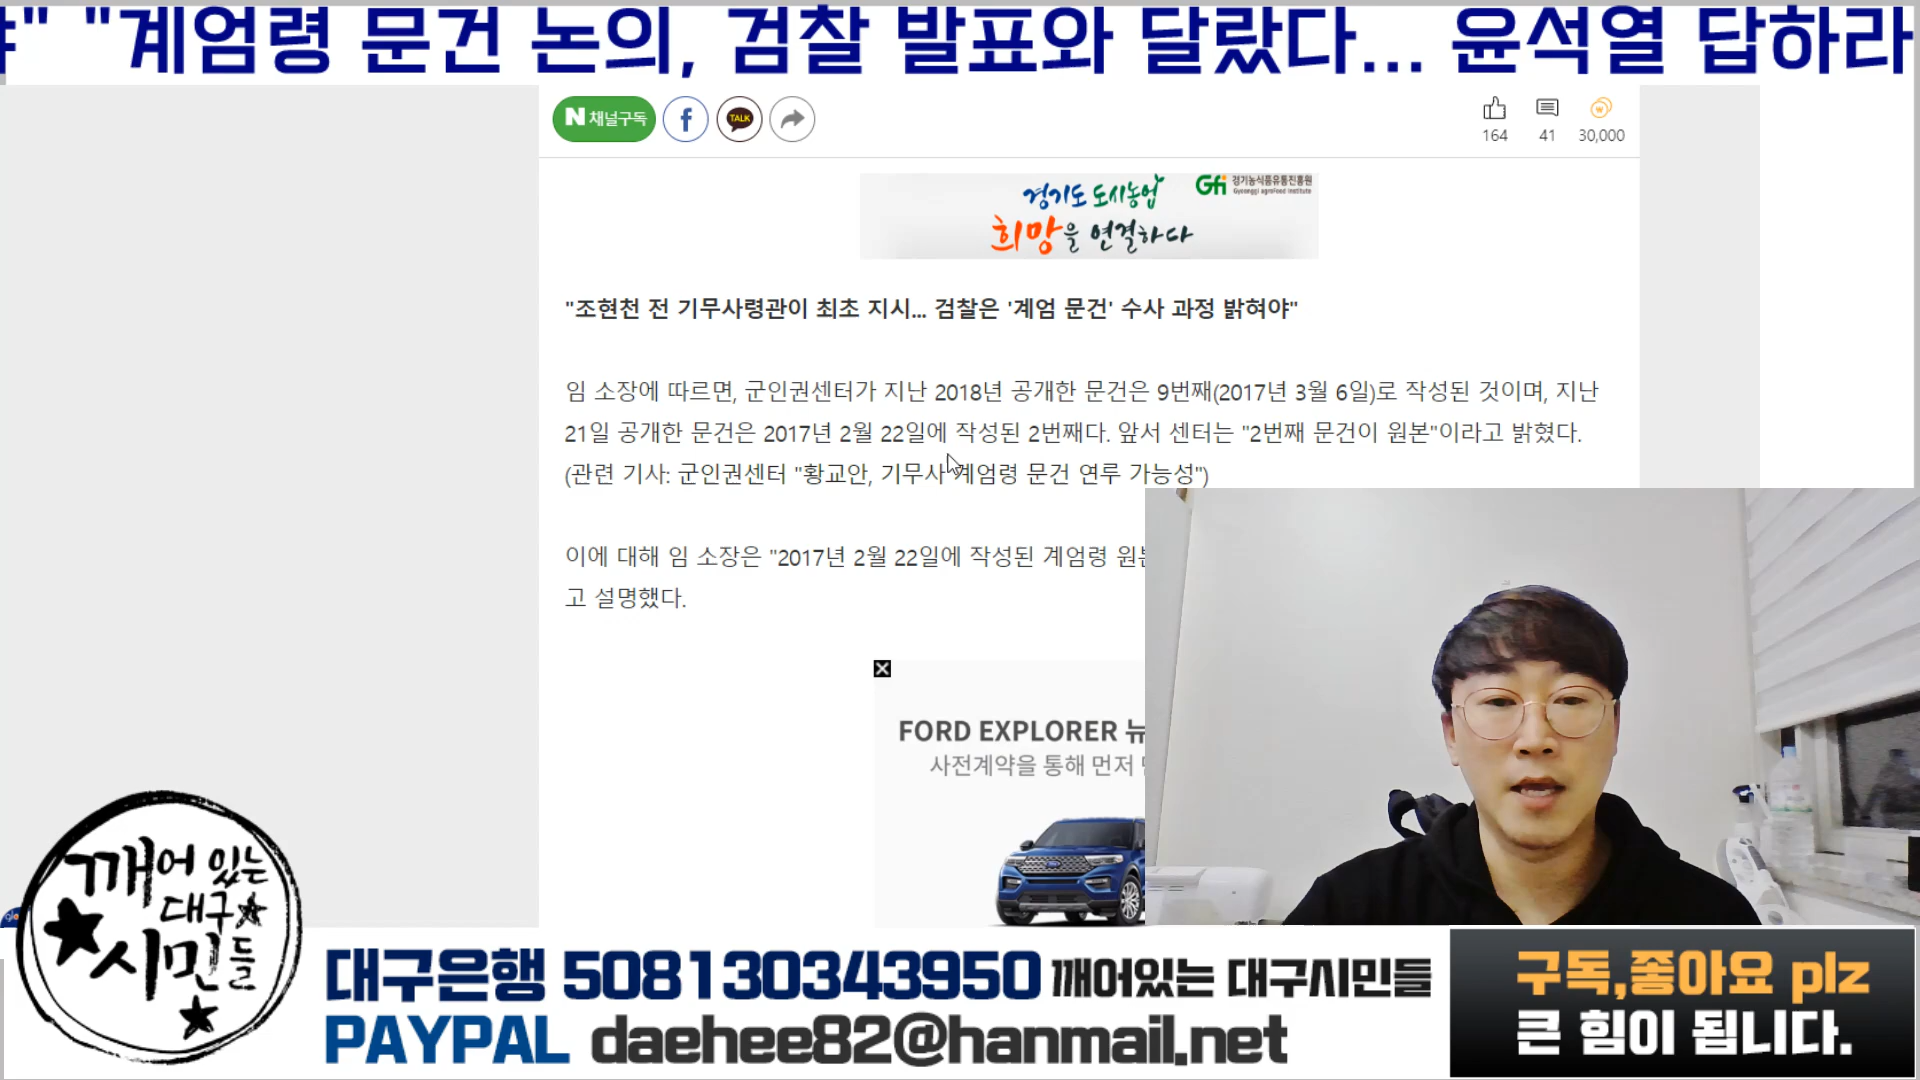 " "계엄령 문건 논의, 검찰 발표와 달랐다... 윤석열 답하라
N 채널구독
TALK
164
41
30,000
경기도 도시농업
희망을 연결하다
Gfi 경기농식품유통진흥원
Gyeonggi agroFood Institute
"조현천 전 기무사령관이 최초 지시... 검찰은 '계엄 문건' 수사 과정 밝혀야"
임 소장에 따르면, 군인권센터가 지난 2018년 공개한 문건은 9번째(2017년 3월 6일)로 작성된 것이며, 지난
21일 공개한 문건은 2017년 2월 22일에 작성된 2번째다. 앞서 센터는 "2번째 문건이 원본"이라고 밝혔다.
(관련 기사: 군인권센터 "황교안, 기무사 계엄령 문건 연루 가능성")
이에 대해 임 소장은 "2017년 2월 22일에 작성된 계엄령
고 설명했다.
FORD EXPLORER 뉴
사전계약을 통해 먼저
깨어 있는
대구
시민들
대구은행 508130343950 깨어있는 대구시민들
PAYPAL daehee82@hanmail.net
구독,좋아요 plz
큰 힘이 됩니다.